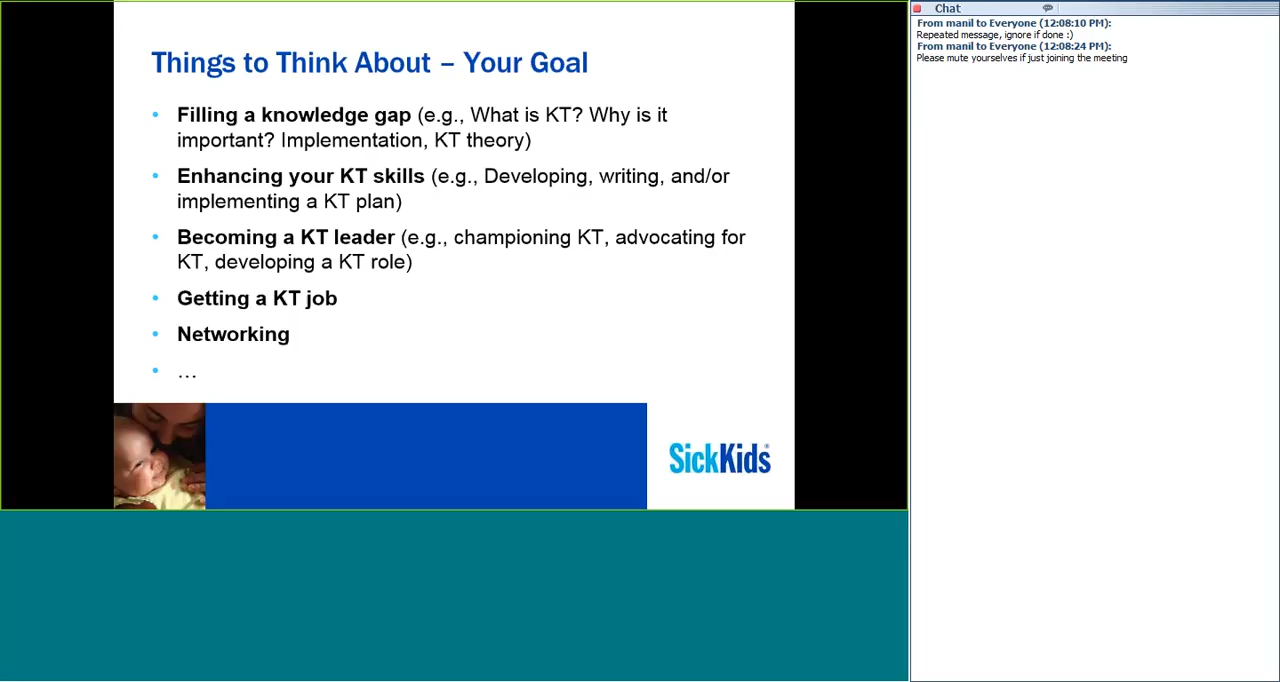 Things to Think About – Your Goal
• Filling a knowledge gap (e.g., What is KT? Why is it
important? Implementation, KT theory)
• Enhancing your KT skills (e.g., Developing, writing, and/or
implementing a KT plan)
• Becoming a KT leader (e.g., championing KT, advocating for
KT, developing a KT role)
• Getting a KT job
• Networking
• …
SickKids®
Chat
From manil to Everyone (12:08:10 PM):
Repeated message, ignore if done :)
From manil to Everyone (12:08:24 PM):
Please mute yourselves if just joining the meeting